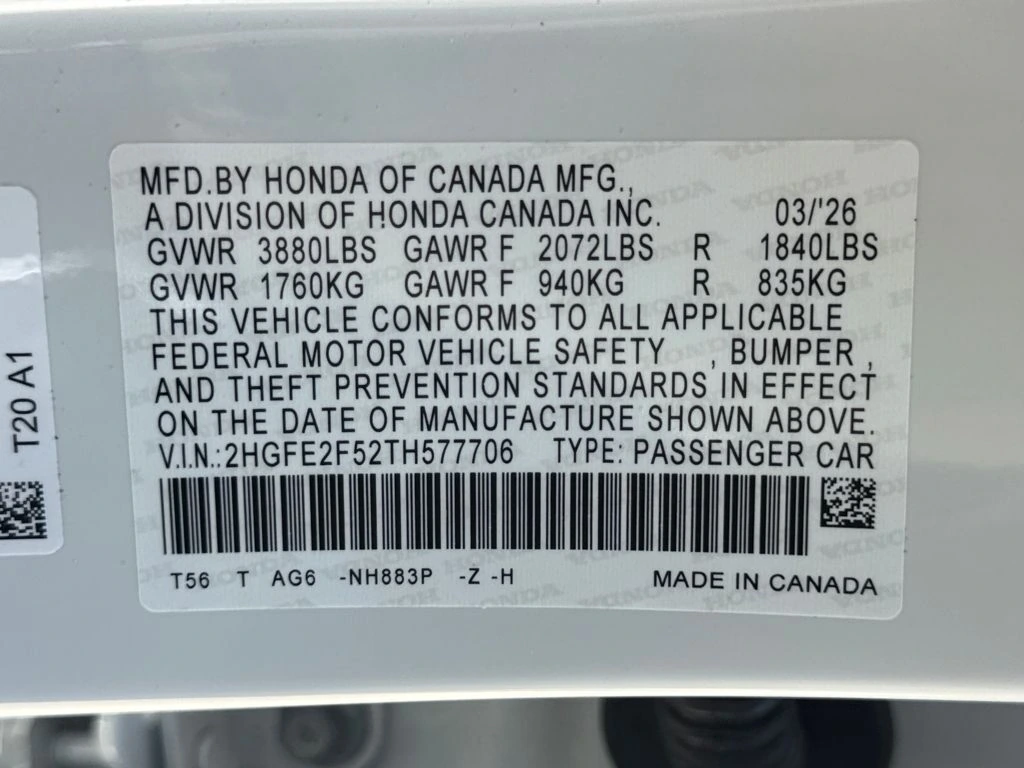 MFD.BY HONDA OF CANADA MFG.,
A DIVISION OF HONDA CANADA INC. 03/'26
GVWR 3880LBS GAWR F 2072LBS R 1840LBS
GVWR 1760KG GAWR F 940KG R 835KG
THIS VEHICLE CONFORMS TO ALL APPLICABLE
FEDERAL MOTOR VEHICLE SAFETY , BUMPER ,
AND THEFT PREVENTION STANDARDS IN EFFECT
ON THE DATE OF MANUFACTURE SHOWN ABOVE.
V.I.N.:2HGFE2F52TH577706 TYPE: PASSENGER CAR
T56 T AG6 -NH883P -Z -H MADE IN CANADA
T20 A1